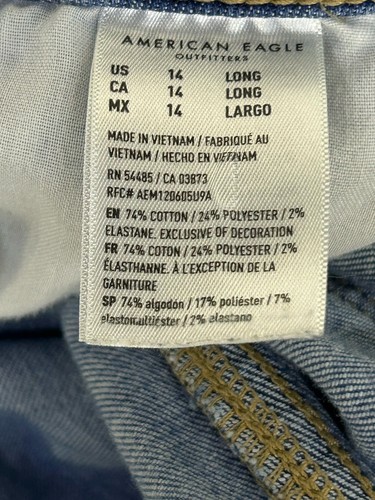 AMERICAN EAGLE
OUTFITTERS
US 14 LONG
CA 14 LONG
MX 14 LARGO
MADE IN VIETNAM / FABRIQUÉ AU
VIETNAM / HECHO EN VIETNAM
RN 54485 / CA 03873
RFC# AEM120605U9A
EN 74% COTTON / 24% POLYESTER / 2%
ELASTANE. EXCLUSIVE OF DECORATION
FR 74% COTON / 24% POLYESTER / 2%
ÉLASTHANNE. À L'EXCEPTION DE LA
GARNITURE
SP 74% algodón / 17% poliéster / 7%
elastomultiéster / 2% elastano